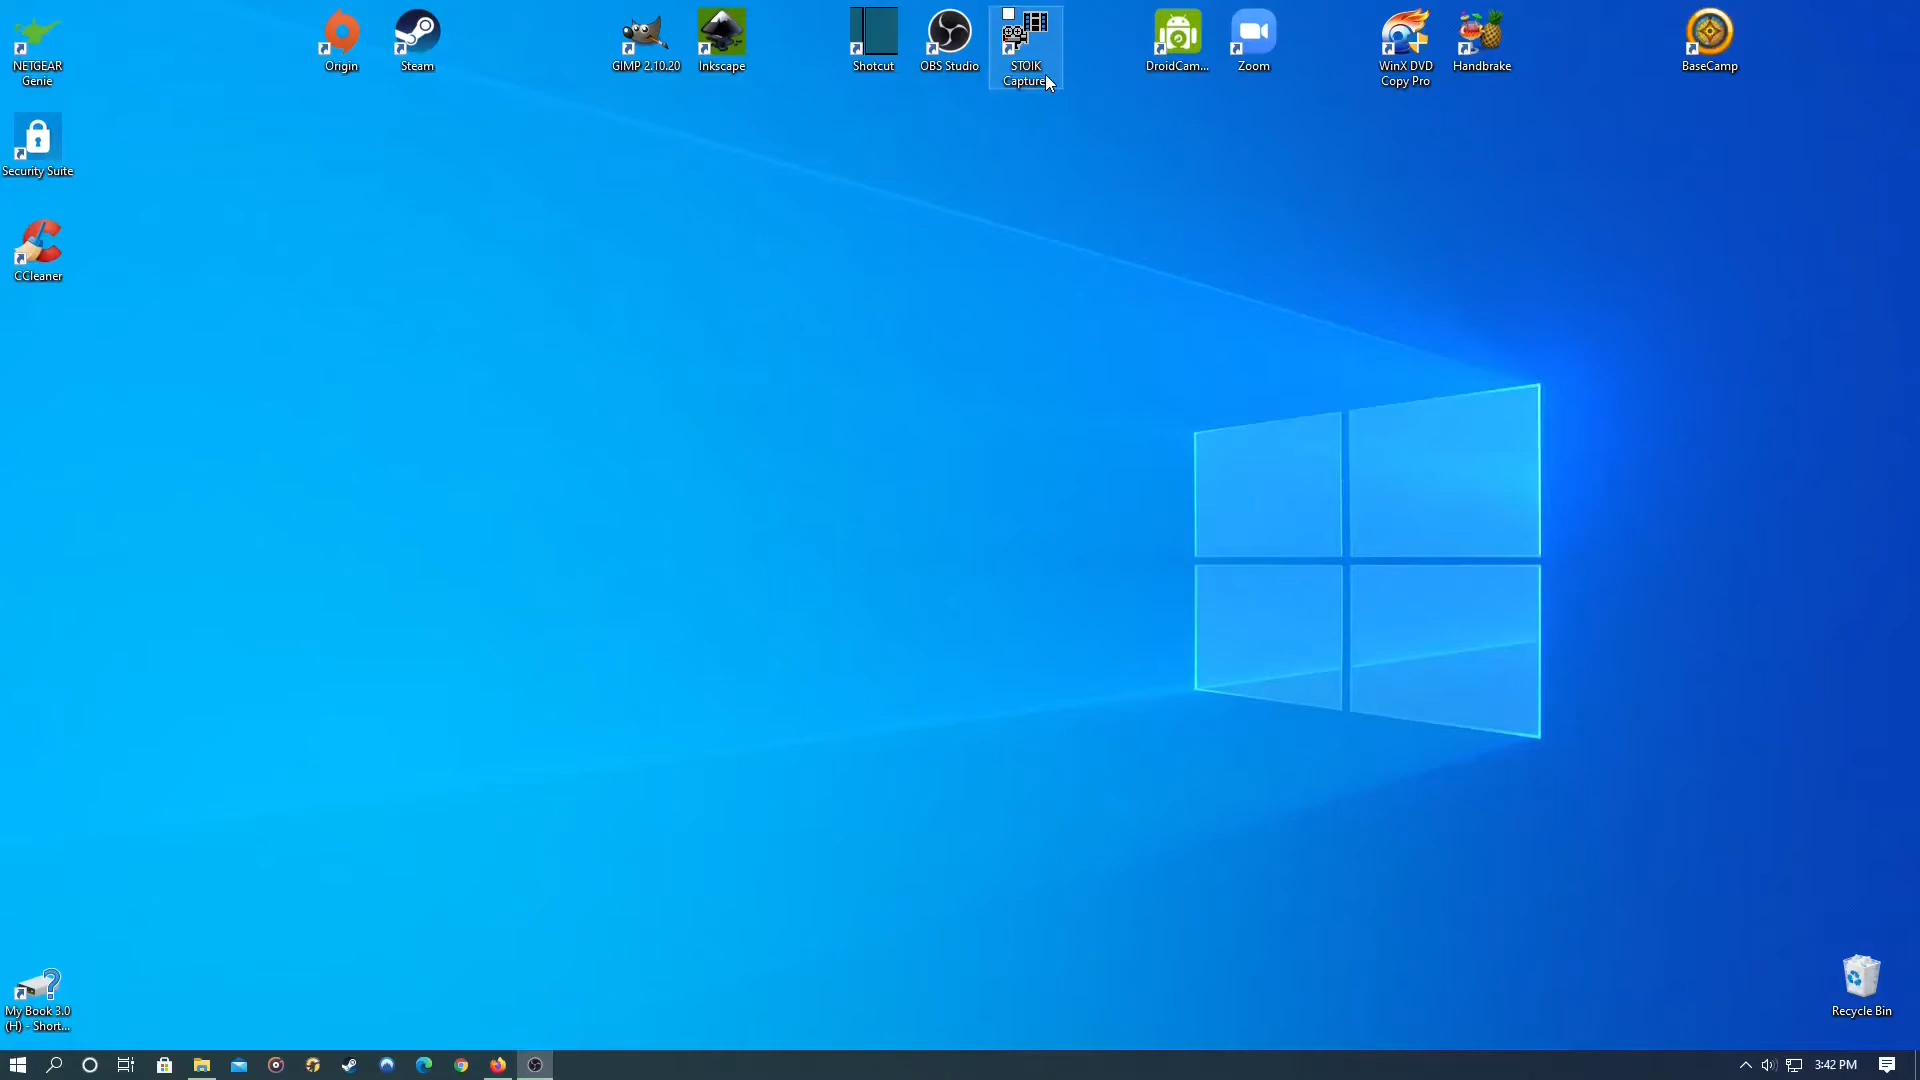 NETGEAR
Genie
Origin
Steam
GIMP 2.10.20
Inkscape
Shotcut
OBS Studio
STOIK
Capture
DroidCam...
Zoom
WinX DVD
Copy Pro
Handbrake
BaseCamp
Security Suite
CCleaner
My Book 3.0
(H) - Short...
Recycle Bin
3:42 PM